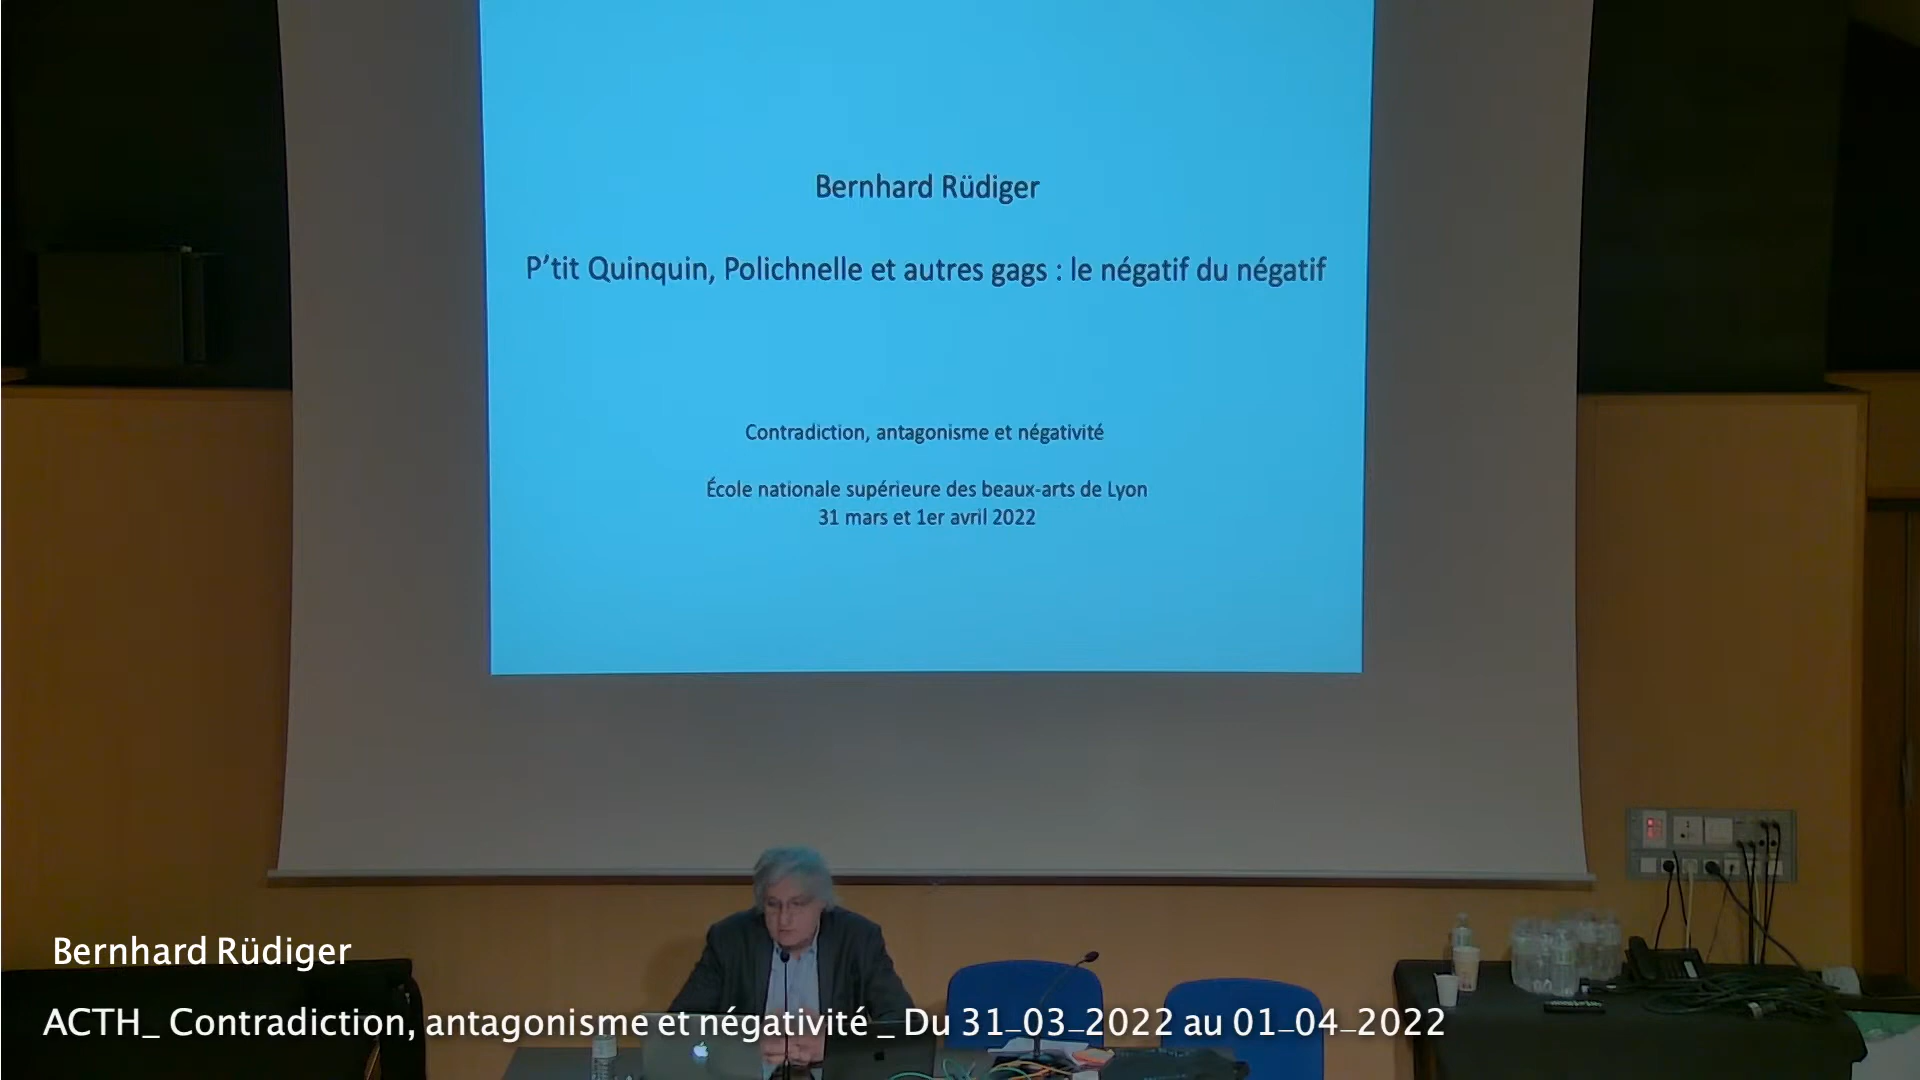 Bernhard Rüdiger
P’tit Quinquin, Polichnelle et autres gags : le négatif du négatif
Contradiction, antagonisme et négativité
École nationale supérieure des beaux-arts de Lyon
31 mars et 1er avril 2022
Bernhard Rüdiger
ACTH_ Contradiction, antagonisme et négativité _ Du 31_03_2022 au 01_04_2022